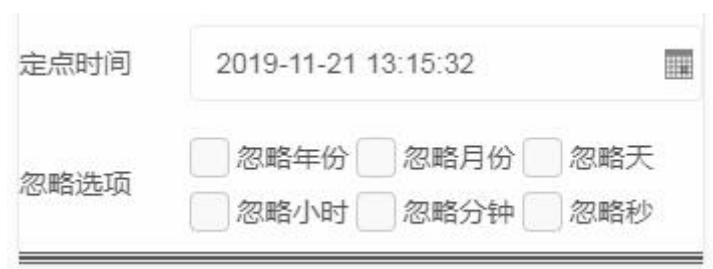 定点时间 2019-11-21 13:15:32
忽略选项
忽略年份 忽略月份 忽略天
忽略小时 忽略分钟 忽略秒